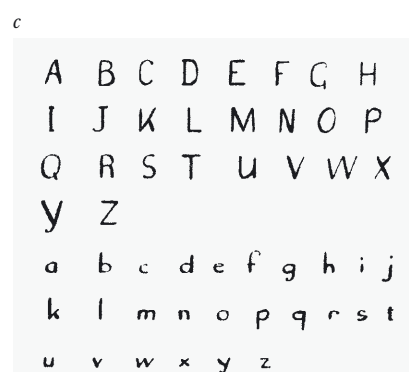 c
A B C D E F G H
I J K L M N O P
Q R S T U V W X
Y Z
a b c d e f g h i j
k l m n o p q r s t
u v w x y z